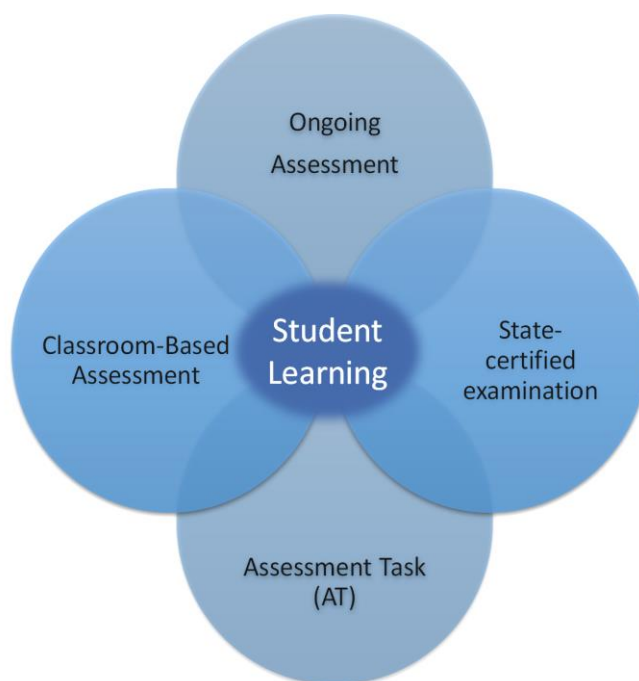 Ongoing
Assessment
Classroom-Based
Assessment
Student
Learning
State-
certified
examination
Assessment Task
(AT)